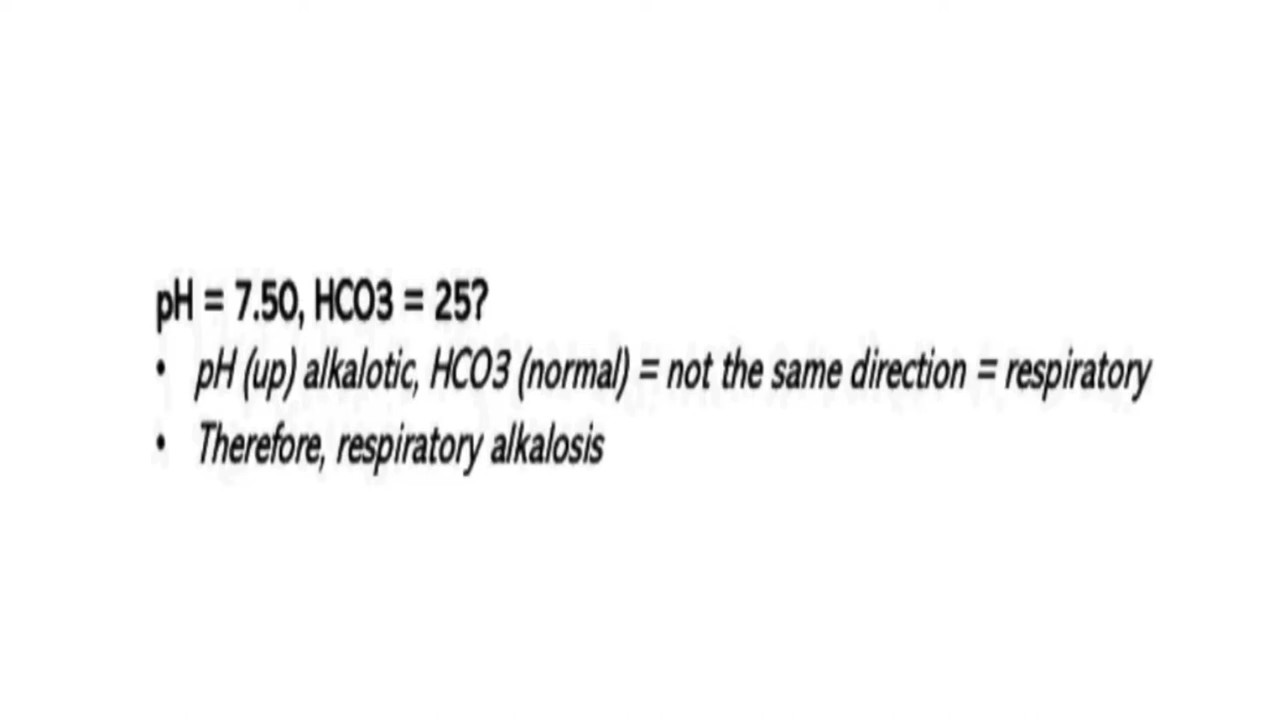 pH = 7.50, HCO3 = 25?
• pH (up) alkalotic, HCO3 (normal) = not the same direction = respiratory
• Therefore, respiratory alkalosis